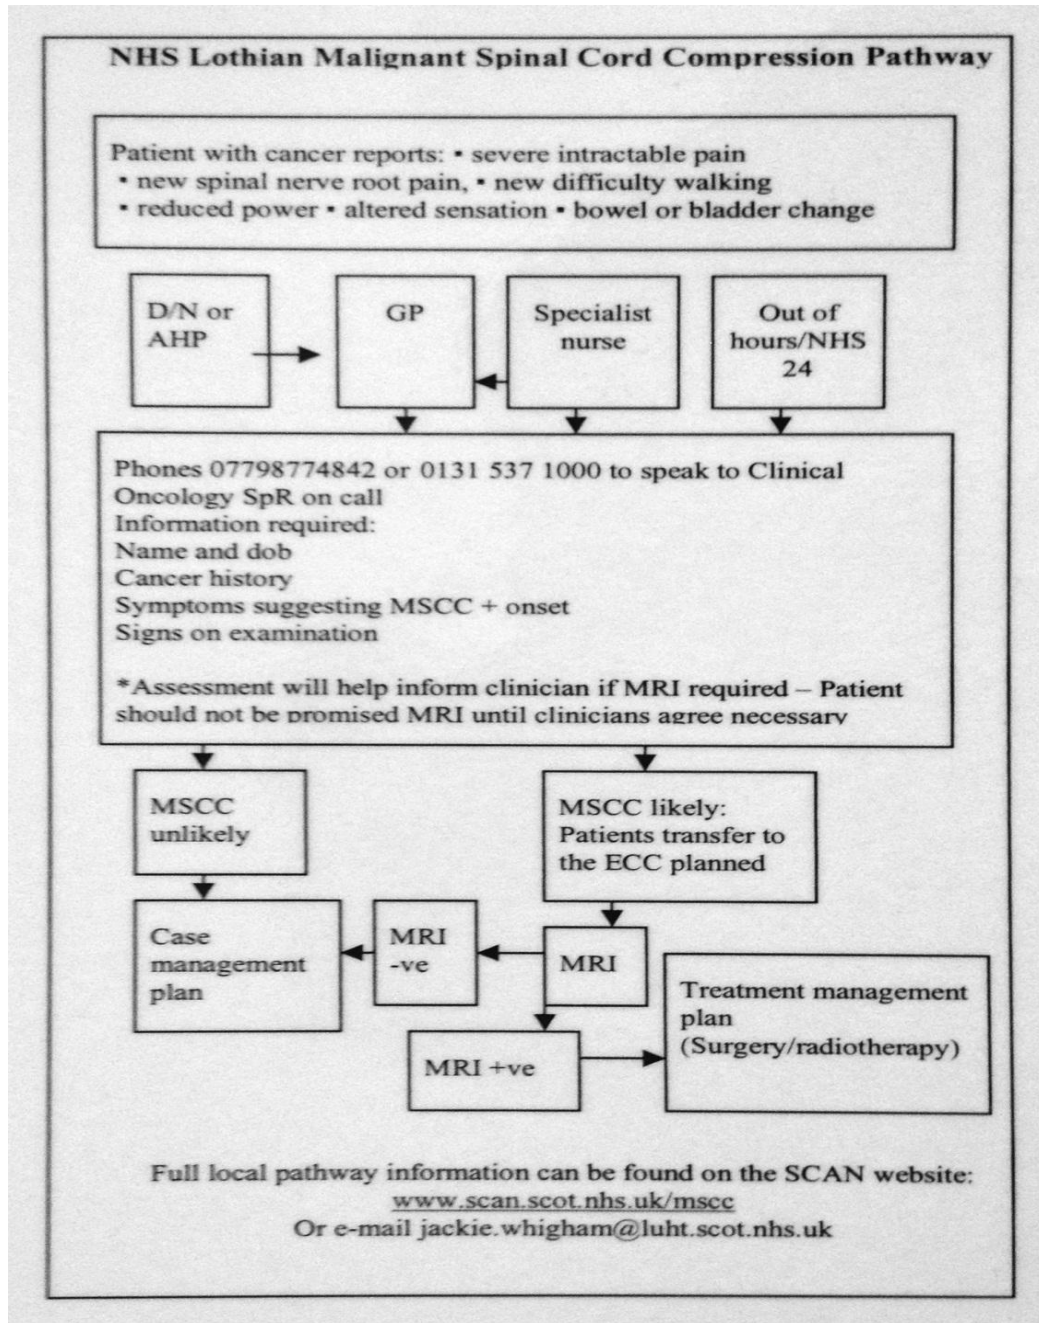 NHS Lothian Malignant Spinal Cord Compression Pathway
Patient with cancer reports: ▪ severe intractable pain
▪ new spinal nerve root pain, ▪ new difficulty walking
▪ reduced power ▪ altered sensation ▪ bowel or bladder change
D/N or
AHP
GP
Specialist
nurse
Out of
hours/NHS
24
Phones 07798774842 or 0131 537 1000 to speak to Clinical
Oncology SpR on call
Information required:
Name and dob
Cancer history
Symptoms suggesting MSCC + onset
Signs on examination
*Assessment will help inform clinician if MRI required – Patient
should not be promised MRI until clinicians agree necessary
MSCC
unlikely
MSCC likely:
Patients transfer to
the ECC planned
Case
management
plan
MRI
-ve
MRI
Treatment management
plan
(Surgery/radiotherapy)
MRI +ve
Full local pathway information can be found on the SCAN website:
www.scan.scot.nhs.uk/mscc
Or e-mail jackie.whigham@luht.scot.nhs.uk